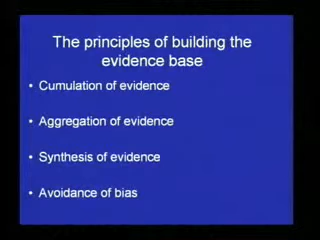 The principles of building the
evidence base
• Cumulation of evidence
• Aggregation of evidence
• Synthesis of evidence
• Avoidance of bias